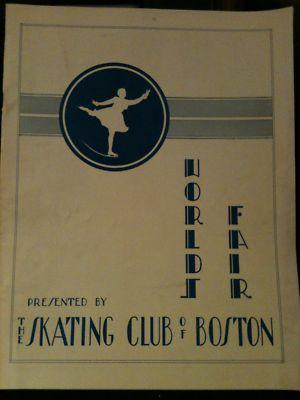 WORLDS
FAIR
PRESENTED BY
THE SKATING CLUB OF BOSTON